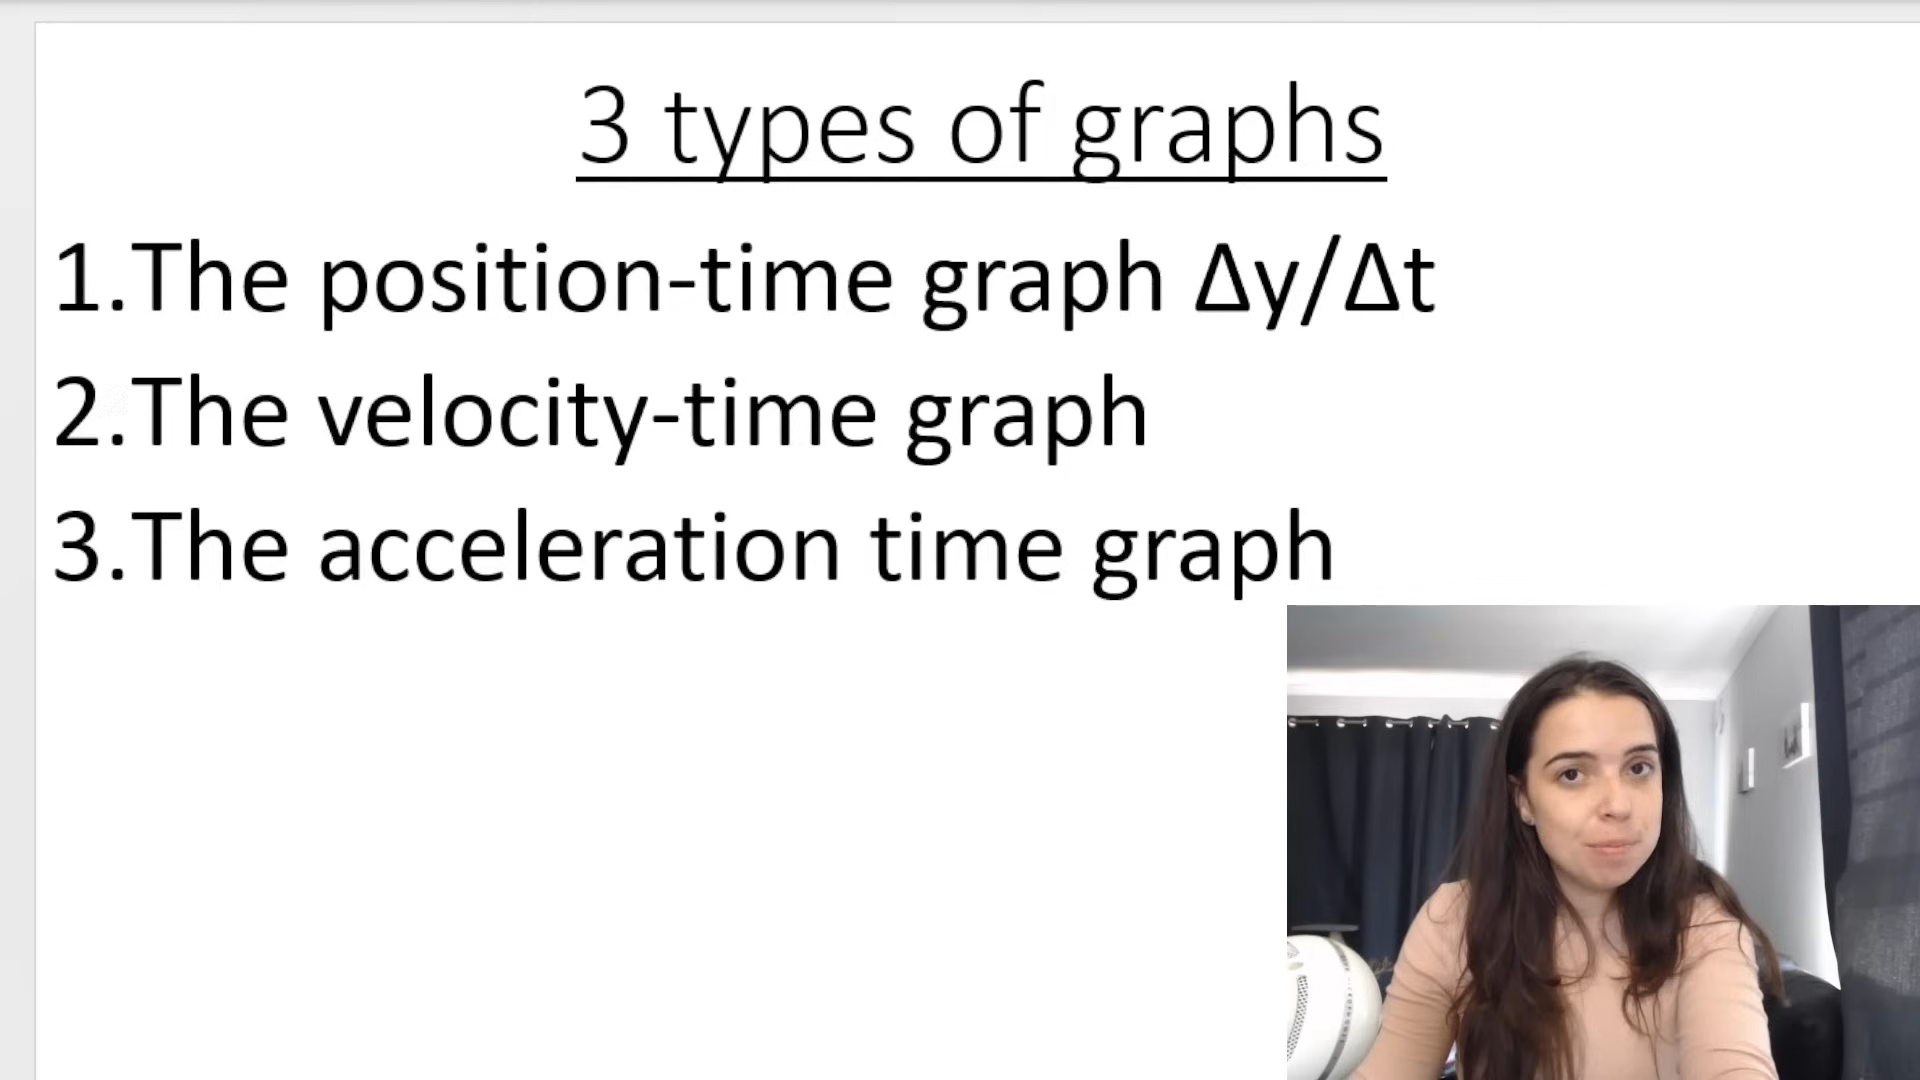 3 types of graphs
1.The position-time graph Δy/Δt
2.The velocity-time graph
3.The acceleration time graph